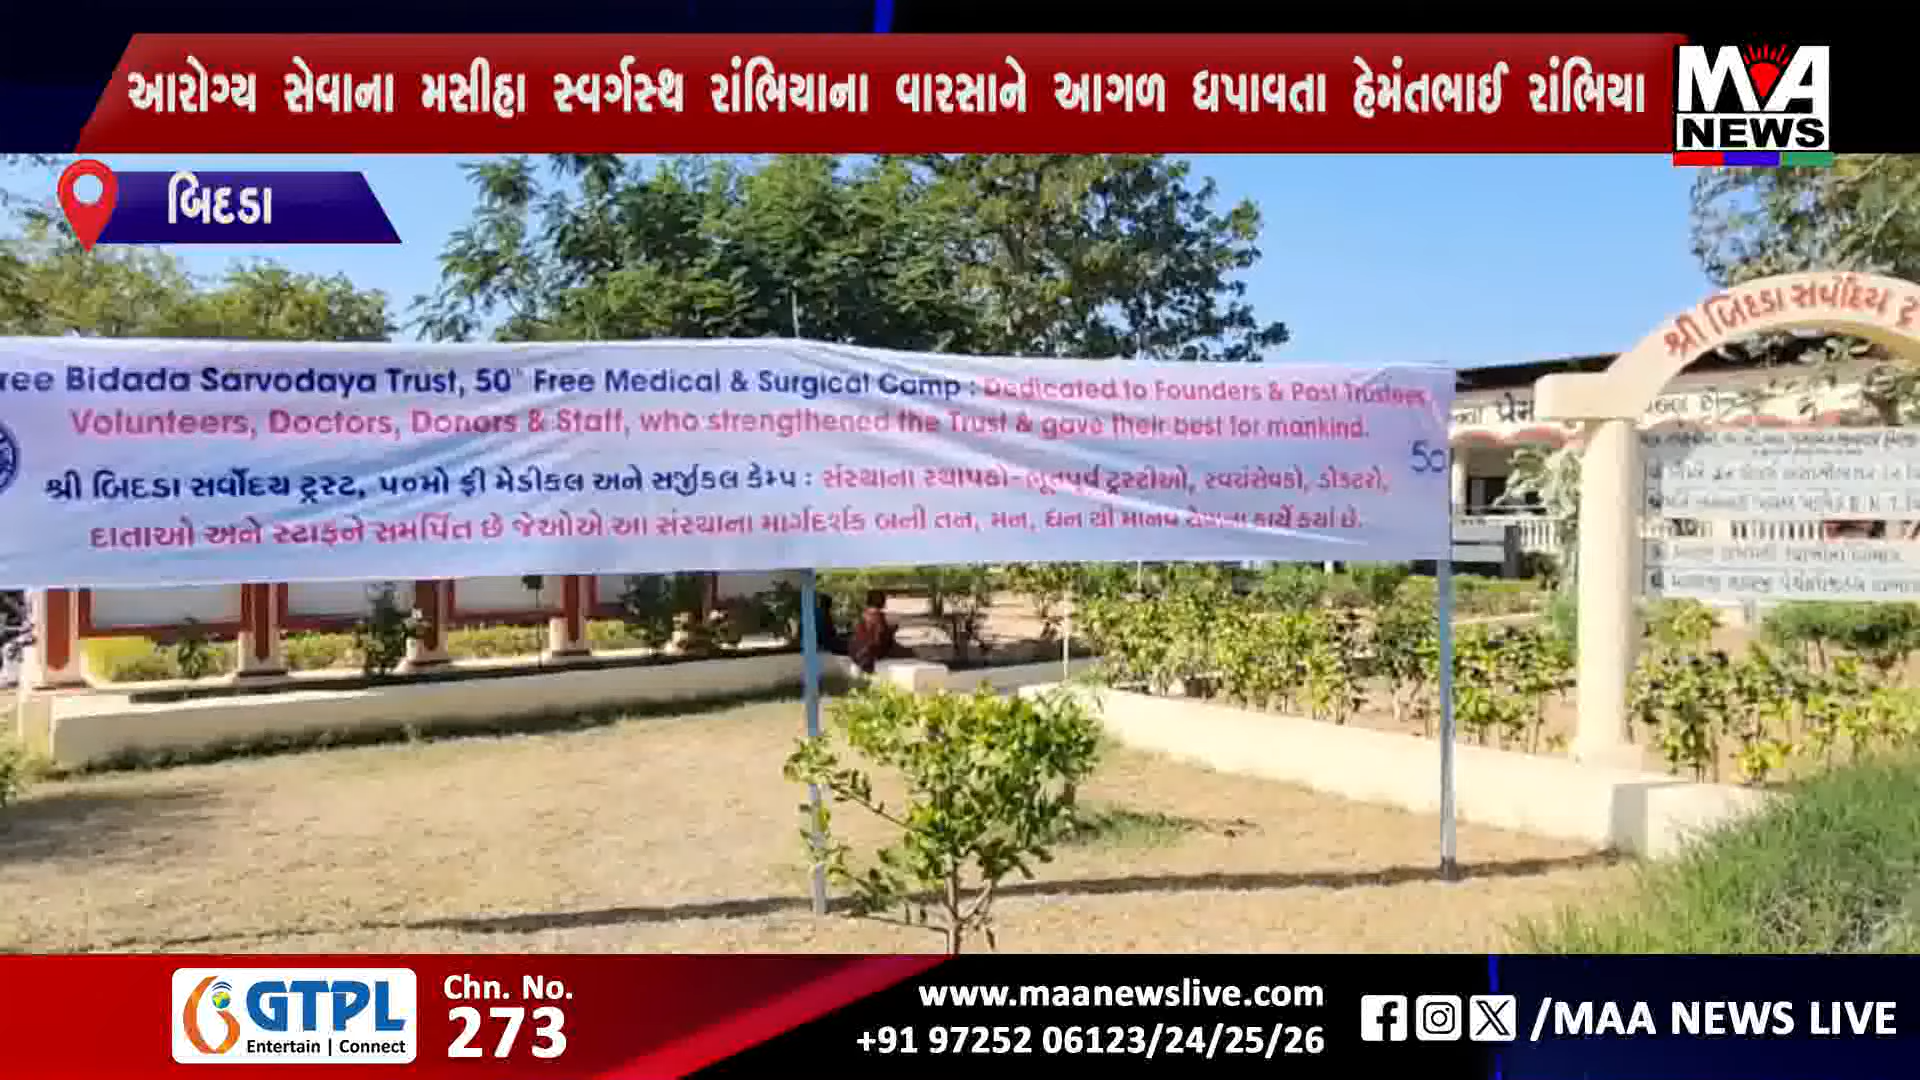 આરોગ્ય સેવાના મસીહા સ્વર્ગસ્થ રાંભિયાના વારસાને આગળ ધપાવતા હેમંતભાઈ રાંભિયા
MAA NEWS
બિદડા
શ્રી બિદડા સર્વોદય ટ્ર
ree Bidada Sarvodaya Trust, 50th Free Medical & Surgical Camp : Dedicated to Founders & Past Trustees,
Volunteers, Doctors, Donors & Staff, who strengthened the Trust & gave their best for mankind.
50
શ્રી બિદડા સર્વોદય ટ્રસ્ટ, ૫૦મો ફ્રી મેડીકલ અને સર્જીકલ કેમ્પ : સંસ્થાના સ્થાપકો-ભૂતપૂર્વ ટ્રસ્ટીઓ, સ્વયંસેવકો, ડોકટરો,
દાતાઓ અને સ્ટાફને સમર્પિત છે જેઓએ આ સંસ્થાના માર્ગદર્શક બની તન, મન, ધન થી માનવ સેવાના કાર્યે કર્યા છે.
GTPL
Entertain | Connect
Chn. No.
273
www.maanewslive.com
+91 97252 06123/24/25/26
/MAA NEWS LIVE